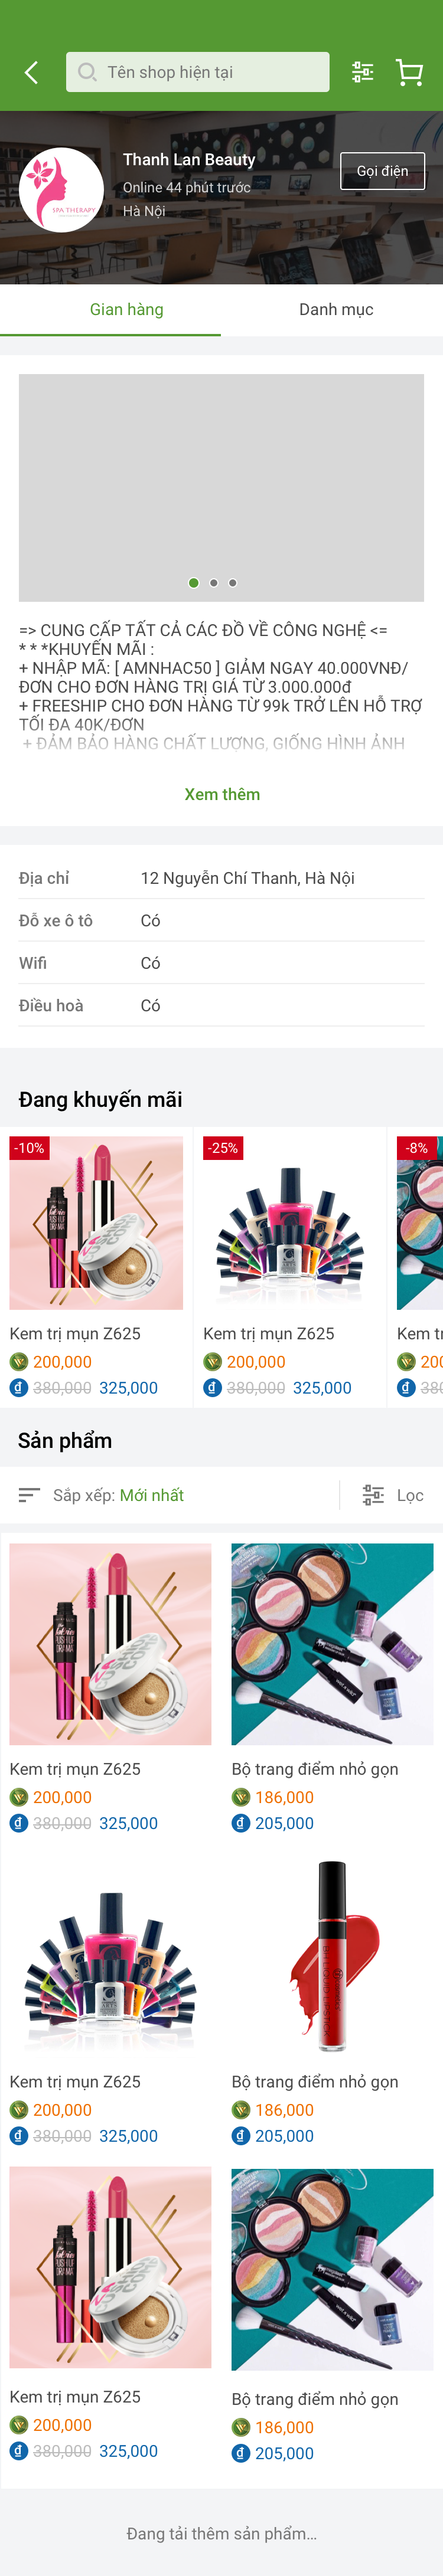 Tên shop hiện tại
Thanh Lan Beauty
Online 44 phút trước
Hà Nội
Gọi điện
SPA THERAPY
Gian hàng
Danh mục
=> CUNG CẤP TẤT CẢ CÁC ĐỒ VỀ CÔNG NGHỆ <=
* * *KHUYẾN MÃI :
+ NHẬP MÃ: [ AMNHAC50 ] GIẢM NGAY 40.000VNĐ/
ĐƠN CHO ĐƠN HÀNG TRỊ GIÁ TỪ 3.000.000đ
+ FREESHIP CHO ĐƠN HÀNG TỪ 99k TRỞ LÊN HỖ TRỢ
TỐI ĐA 40K/ĐƠN
+ ĐẢM BẢO HÀNG CHẤT LƯỢNG, GIỐNG HÌNH ẢNH
Xem thêm
Địa chỉ 12 Nguyễn Chí Thanh, Hà Nội
Đỗ xe ô tô Có
Wifi Có
Điều hoà Có
Đang khuyến mãi
-10%
-25%
-8%
Kem trị mụn Z625
200,000
đ 380,000 325,000
Kem trị mụn Z625
200,000
đ 380,000 325,000
Kem tr
200
đ 380
Sản phẩm
Sắp xếp: Mới nhất
Lọc
Kem trị mụn Z625
200,000
đ 380,000 325,000
Bộ trang điểm nhỏ gọn
186,000
đ 205,000
Kem trị mụn Z625
200,000
đ 380,000 325,000
Bộ trang điểm nhỏ gọn
186,000
đ 205,000
Kem trị mụn Z625
200,000
đ 380,000 325,000
Bộ trang điểm nhỏ gọn
186,000
đ 205,000
Đang tải thêm sản phẩm...